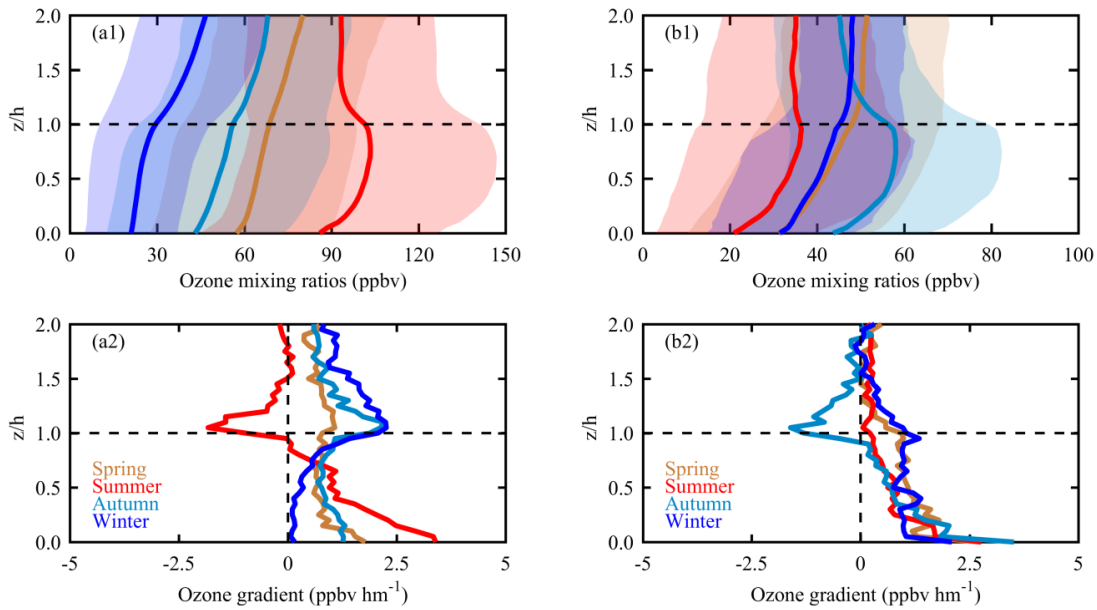 (a1)
2.0
1.5
1.0
0.5
0.0
z/h
0 30 60 90 120 150
Ozone mixing ratios (ppbv)
(b1)
2.0
1.5
1.0
0.5
0.0
z/h
0 20 40 60 80 100
Ozone mixing ratios (ppbv)
(a2)
2.0
1.5
1.0
0.5
0.0
z/h
Spring
Summer
Autumn
Winter
-5 -2.5 0 2.5 5
Ozone gradient (ppbv hm⁻¹)
(b2)
2.0
1.5
1.0
0.5
0.0
z/h
Spring
Summer
Autumn
Winter
-5 -2.5 0 2.5 5
Ozone gradient (ppbv hm⁻¹)